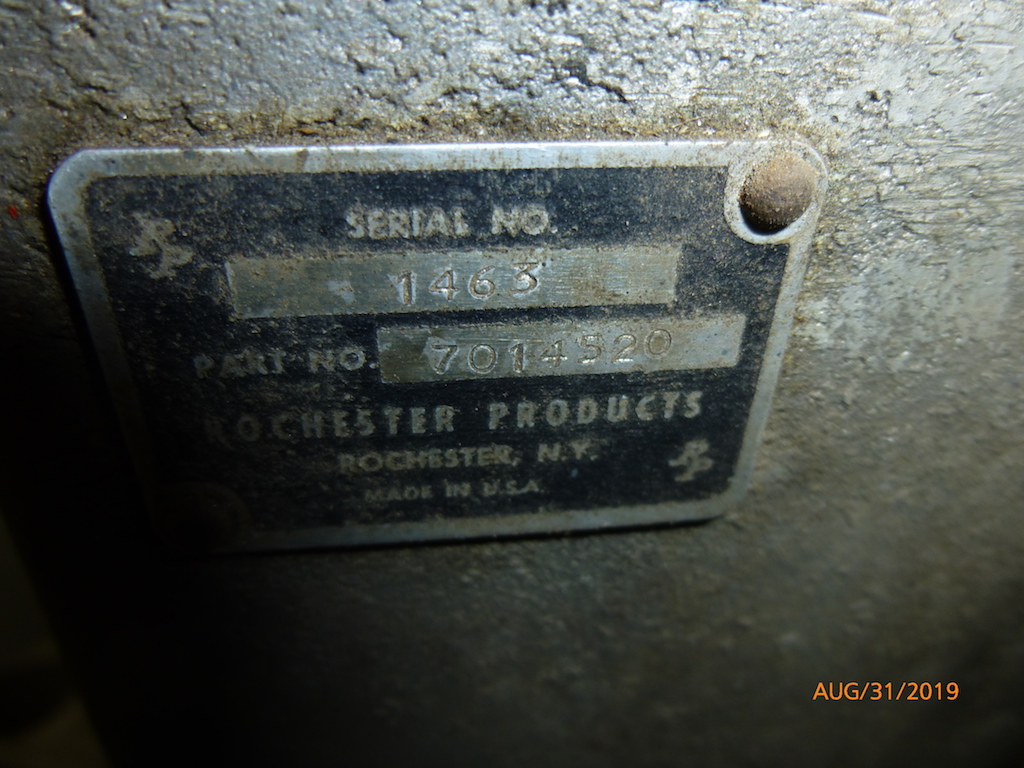 SERIAL NO.
1463
PART NO. 7014520
ROCHESTER PRODUCTS
ROCHESTER, N.Y.
MADE IN U.S.A.
AUG/31/2019